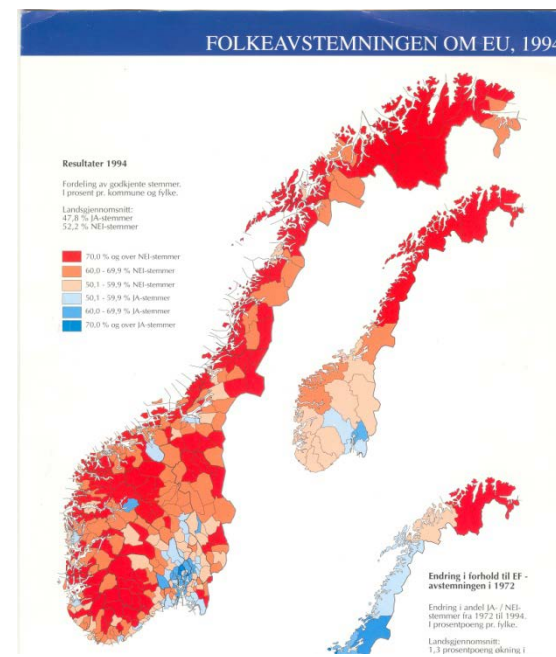 FOLKEAVSTEMNINGEN OM EU, 1994
Resultater 1994
Fordeling av godkjente stemmer.
I prosent pr. kommune og fylke.
Landsgjennomsnitt:
47,8 % JA-stemmer
52,2 % NEI-stemmer
70,0 % og over NEI-stemmer
60,0 - 69,9 % NEI-stemmer
50,1 - 59,9 % NEI-stemmer
50,1 - 59,9 % JA-stemmer
60,0 - 69,9 % JA-stemmer
70,0 % og over JA-stemmer
Endring i forhold til EF -
avstemningen i 1972
Endring i andel JA- / NEI-
stemmer fra 1972 til 1994.
I prosentpoeng pr. fylke.
Landsgjennomsnitt:
1,3 prosentpoeng økning i